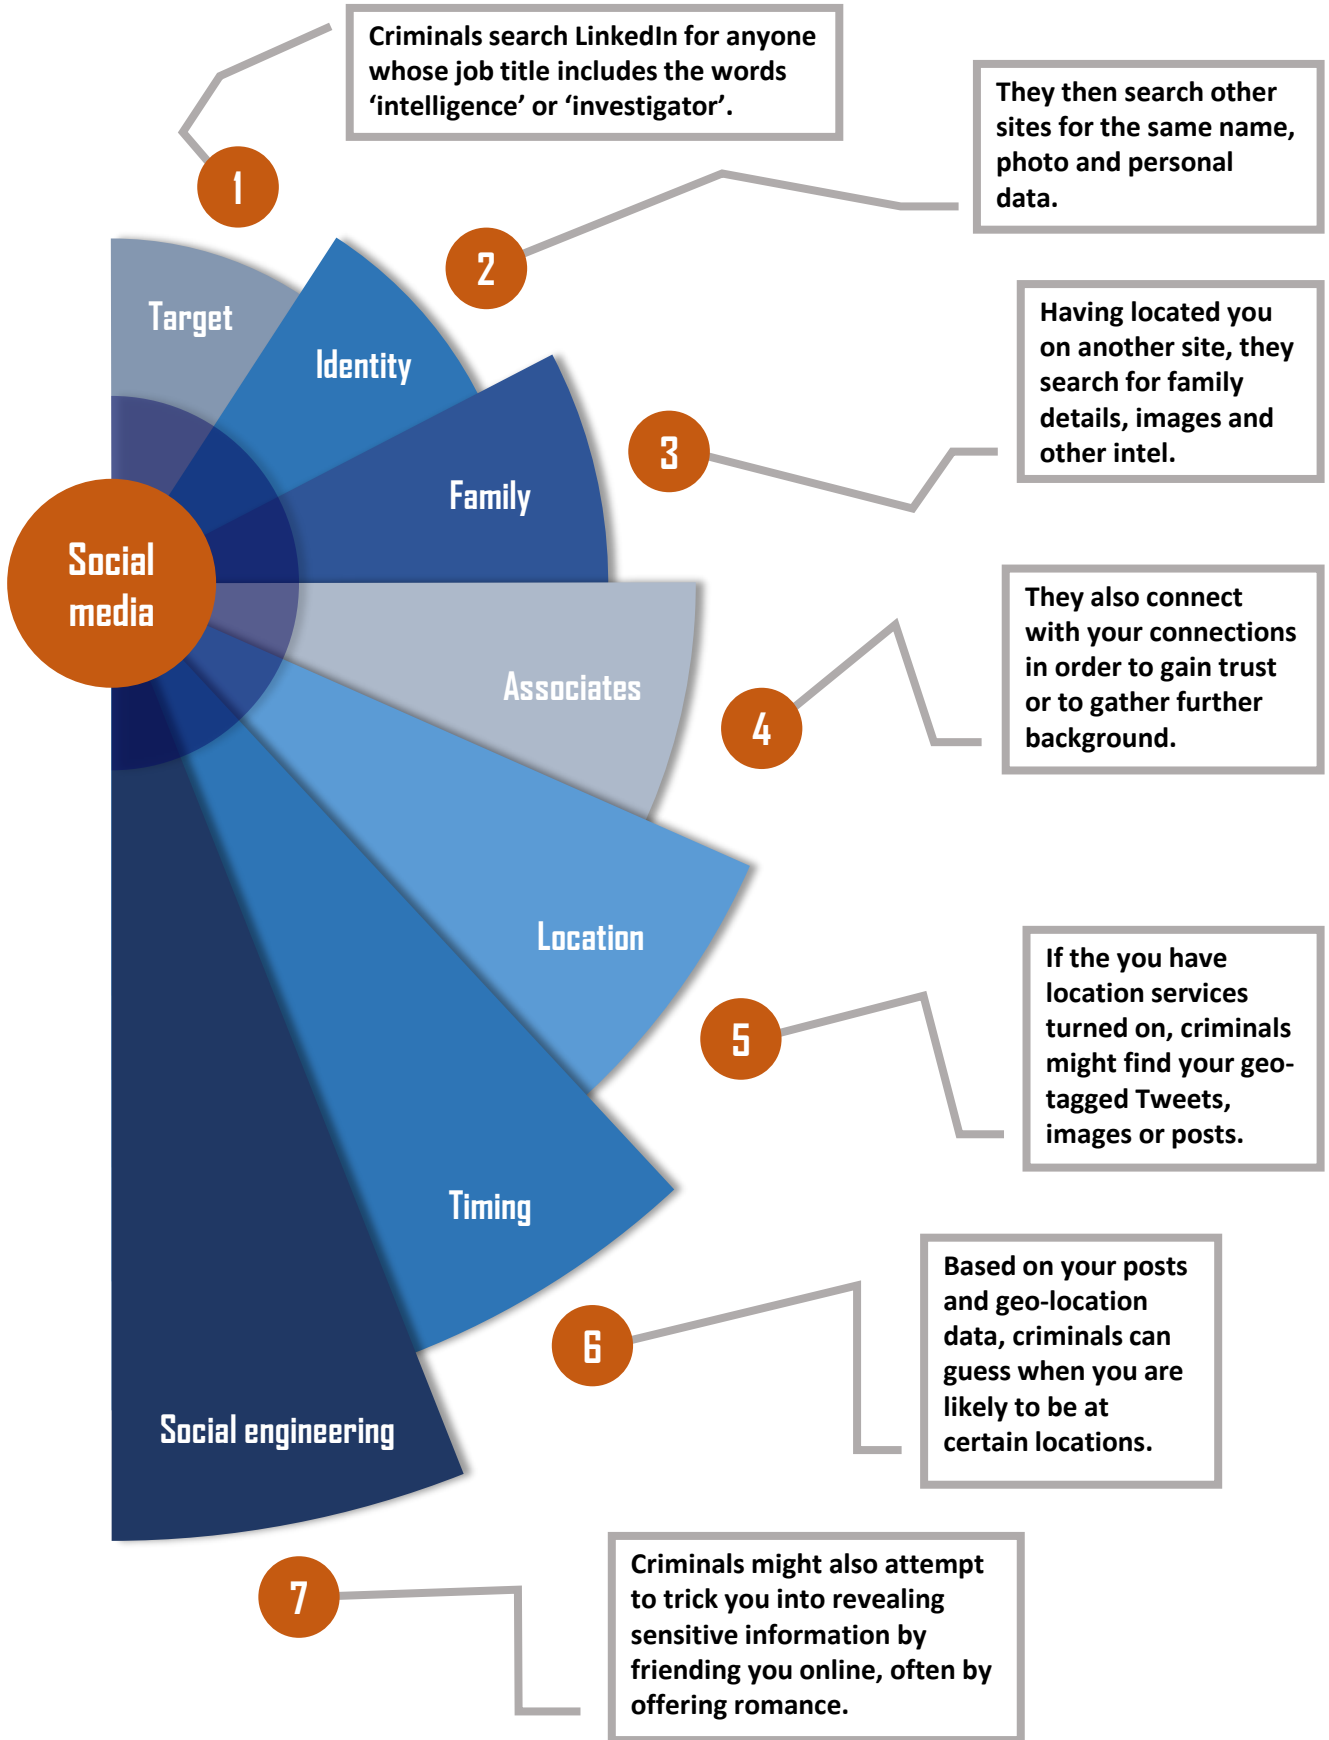 Criminals search LinkedIn for anyone
whose job title includes the words
‘intelligence’ or ‘investigator’.
1
They then search other
sites for the same name,
photo and personal
data.
2
Target
Identity
Having located you
on another site, they
search for family
details, images and
other intel.
3
Family
Social
media
They also connect
with your connections
in order to gain trust
or to gather further
background.
4
Associates
Location
If the you have
location services
turned on, criminals
might find your geo-
tagged Tweets,
images or posts.
5
Timing
Based on your posts
and geo-location
data, criminals can
guess when you are
likely to be at
certain locations.
6
Social engineering
7
Criminals might also attempt
to trick you into revealing
sensitive information by
friending you online, often by
offering romance.